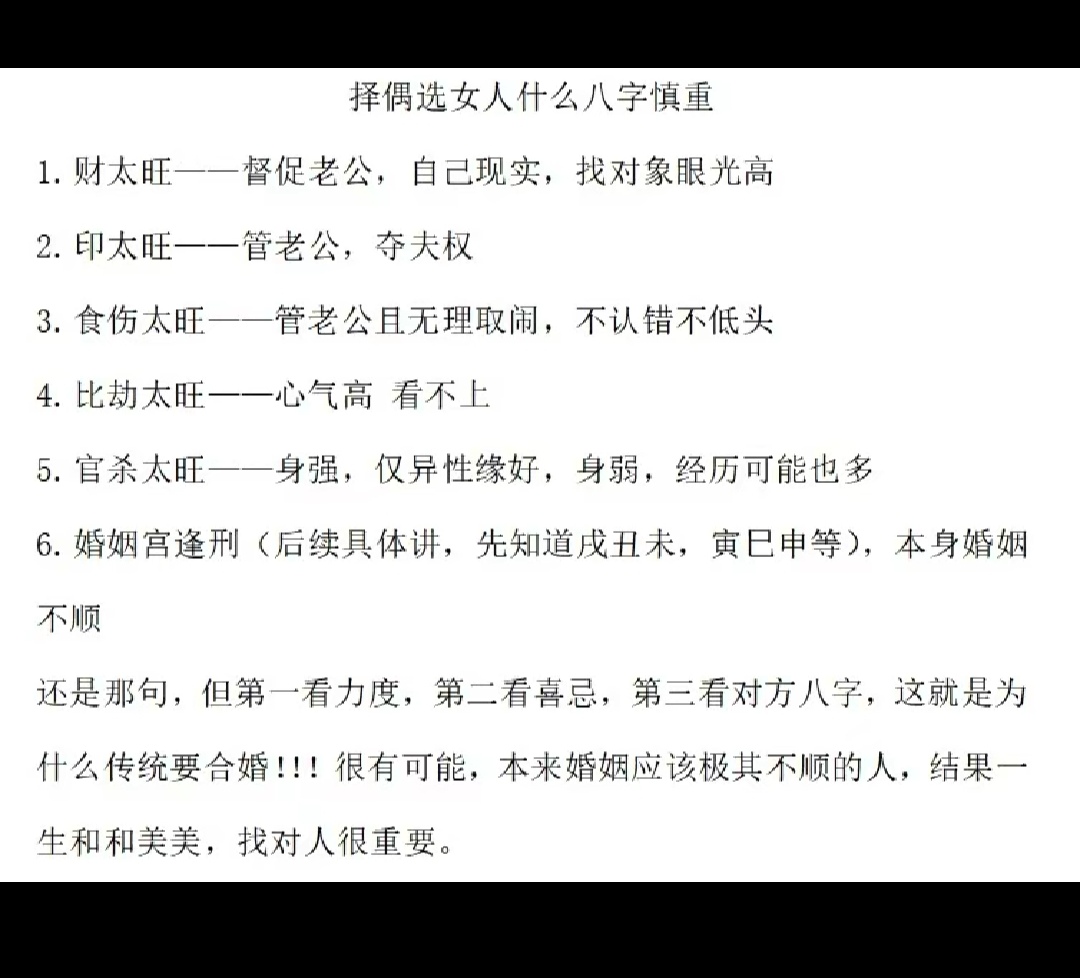 择偶选女人什么八字慎重
1. 财太旺——督促老公，自己现实，找对象眼光高
2. 印太旺——管老公，夺夫权
3. 食伤太旺——管老公且无理取闹，不认错不低头
4. 比劫太旺——心气高 看不上
5. 官杀太旺——身强，仅异性缘好，身弱，经历可能也多
6. 婚姻宫逢刑（后续具体讲，先知道戌丑未，寅巳申等），本身婚姻
不顺
还是那句，但第一看力度，第二看喜忌，第三看对方八字，这就是为
什么传统要合婚!!! 很有可能，本来婚姻应该极其不顺的人，结果一
生和和美美，找对人很重要。